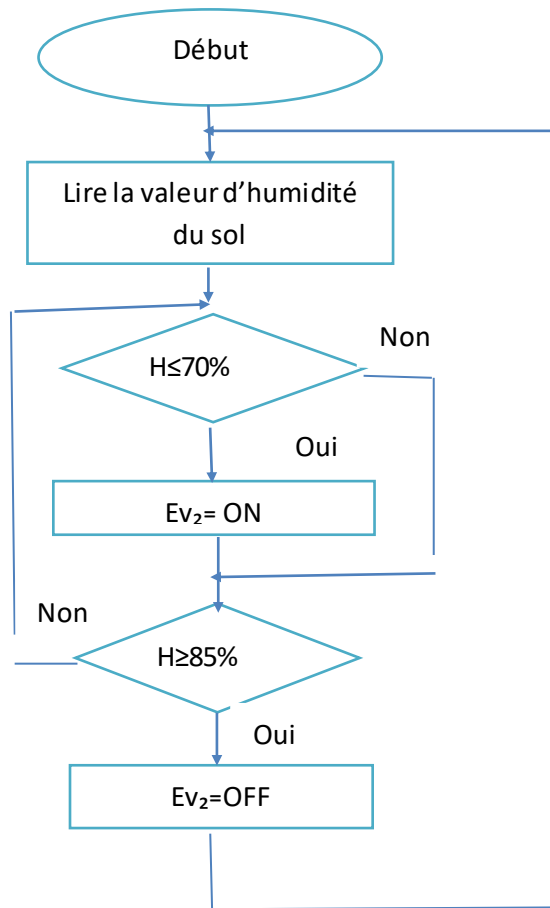 Début
Lire la valeur d'humidité
du sol
Non
H≤70%
Oui
Ev₂= ON
Non
H≥85%
Oui
Ev₂=OFF